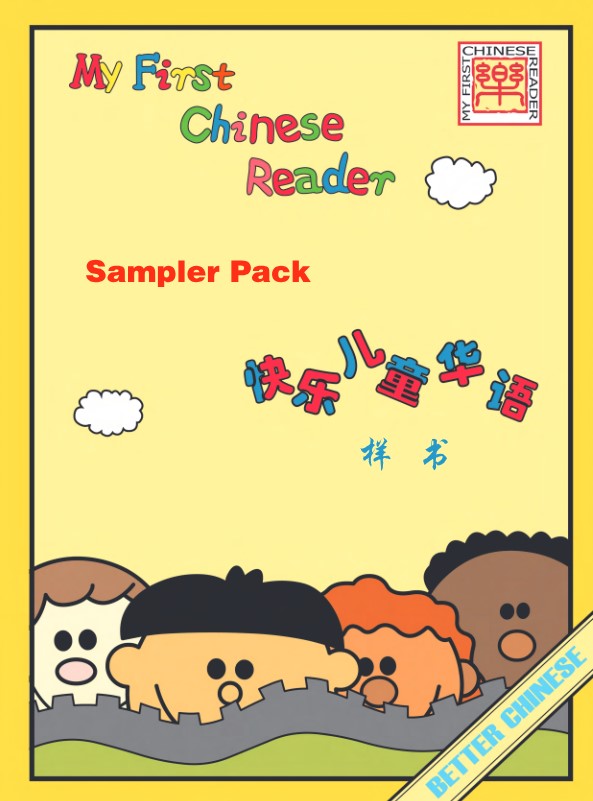 My First
Chinese
Reader
MY FIRST
CHINESE
READER
樂
Sampler Pack
快乐儿童华语
样 书
BETTER CHINESE